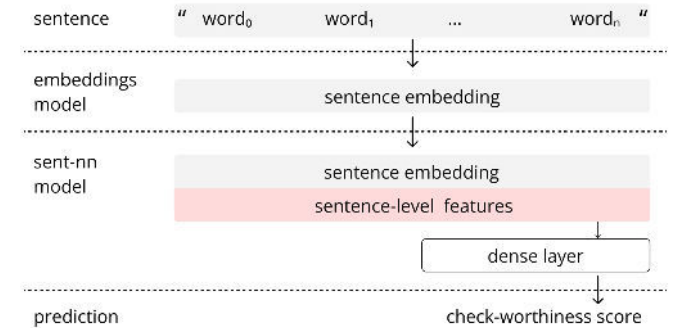 sentence “ word₀ word₁ ... wordₙ “
embeddings
model
sentence embedding
sent-nn
model
sentence embedding
sentence-level features
dense layer
prediction check-worthiness score